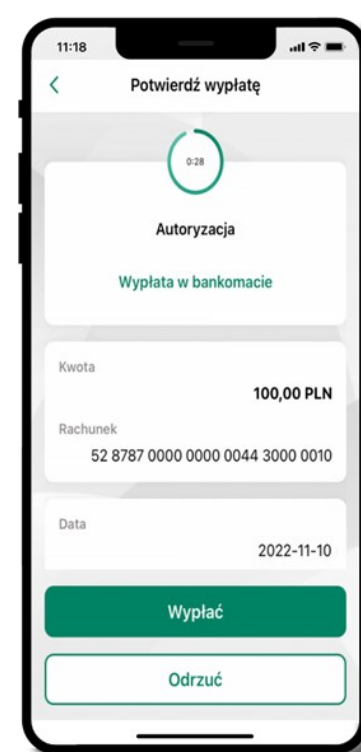 11:18
Potwierdź wypłatę
0:28
Autoryzacja
Wypłata w bankomacie
Kwota
100,00 PLN
Rachunek
52 8787 0000 0000 0044 3000 0010
Data
2022-11-10
Wypłać
Odrzuć